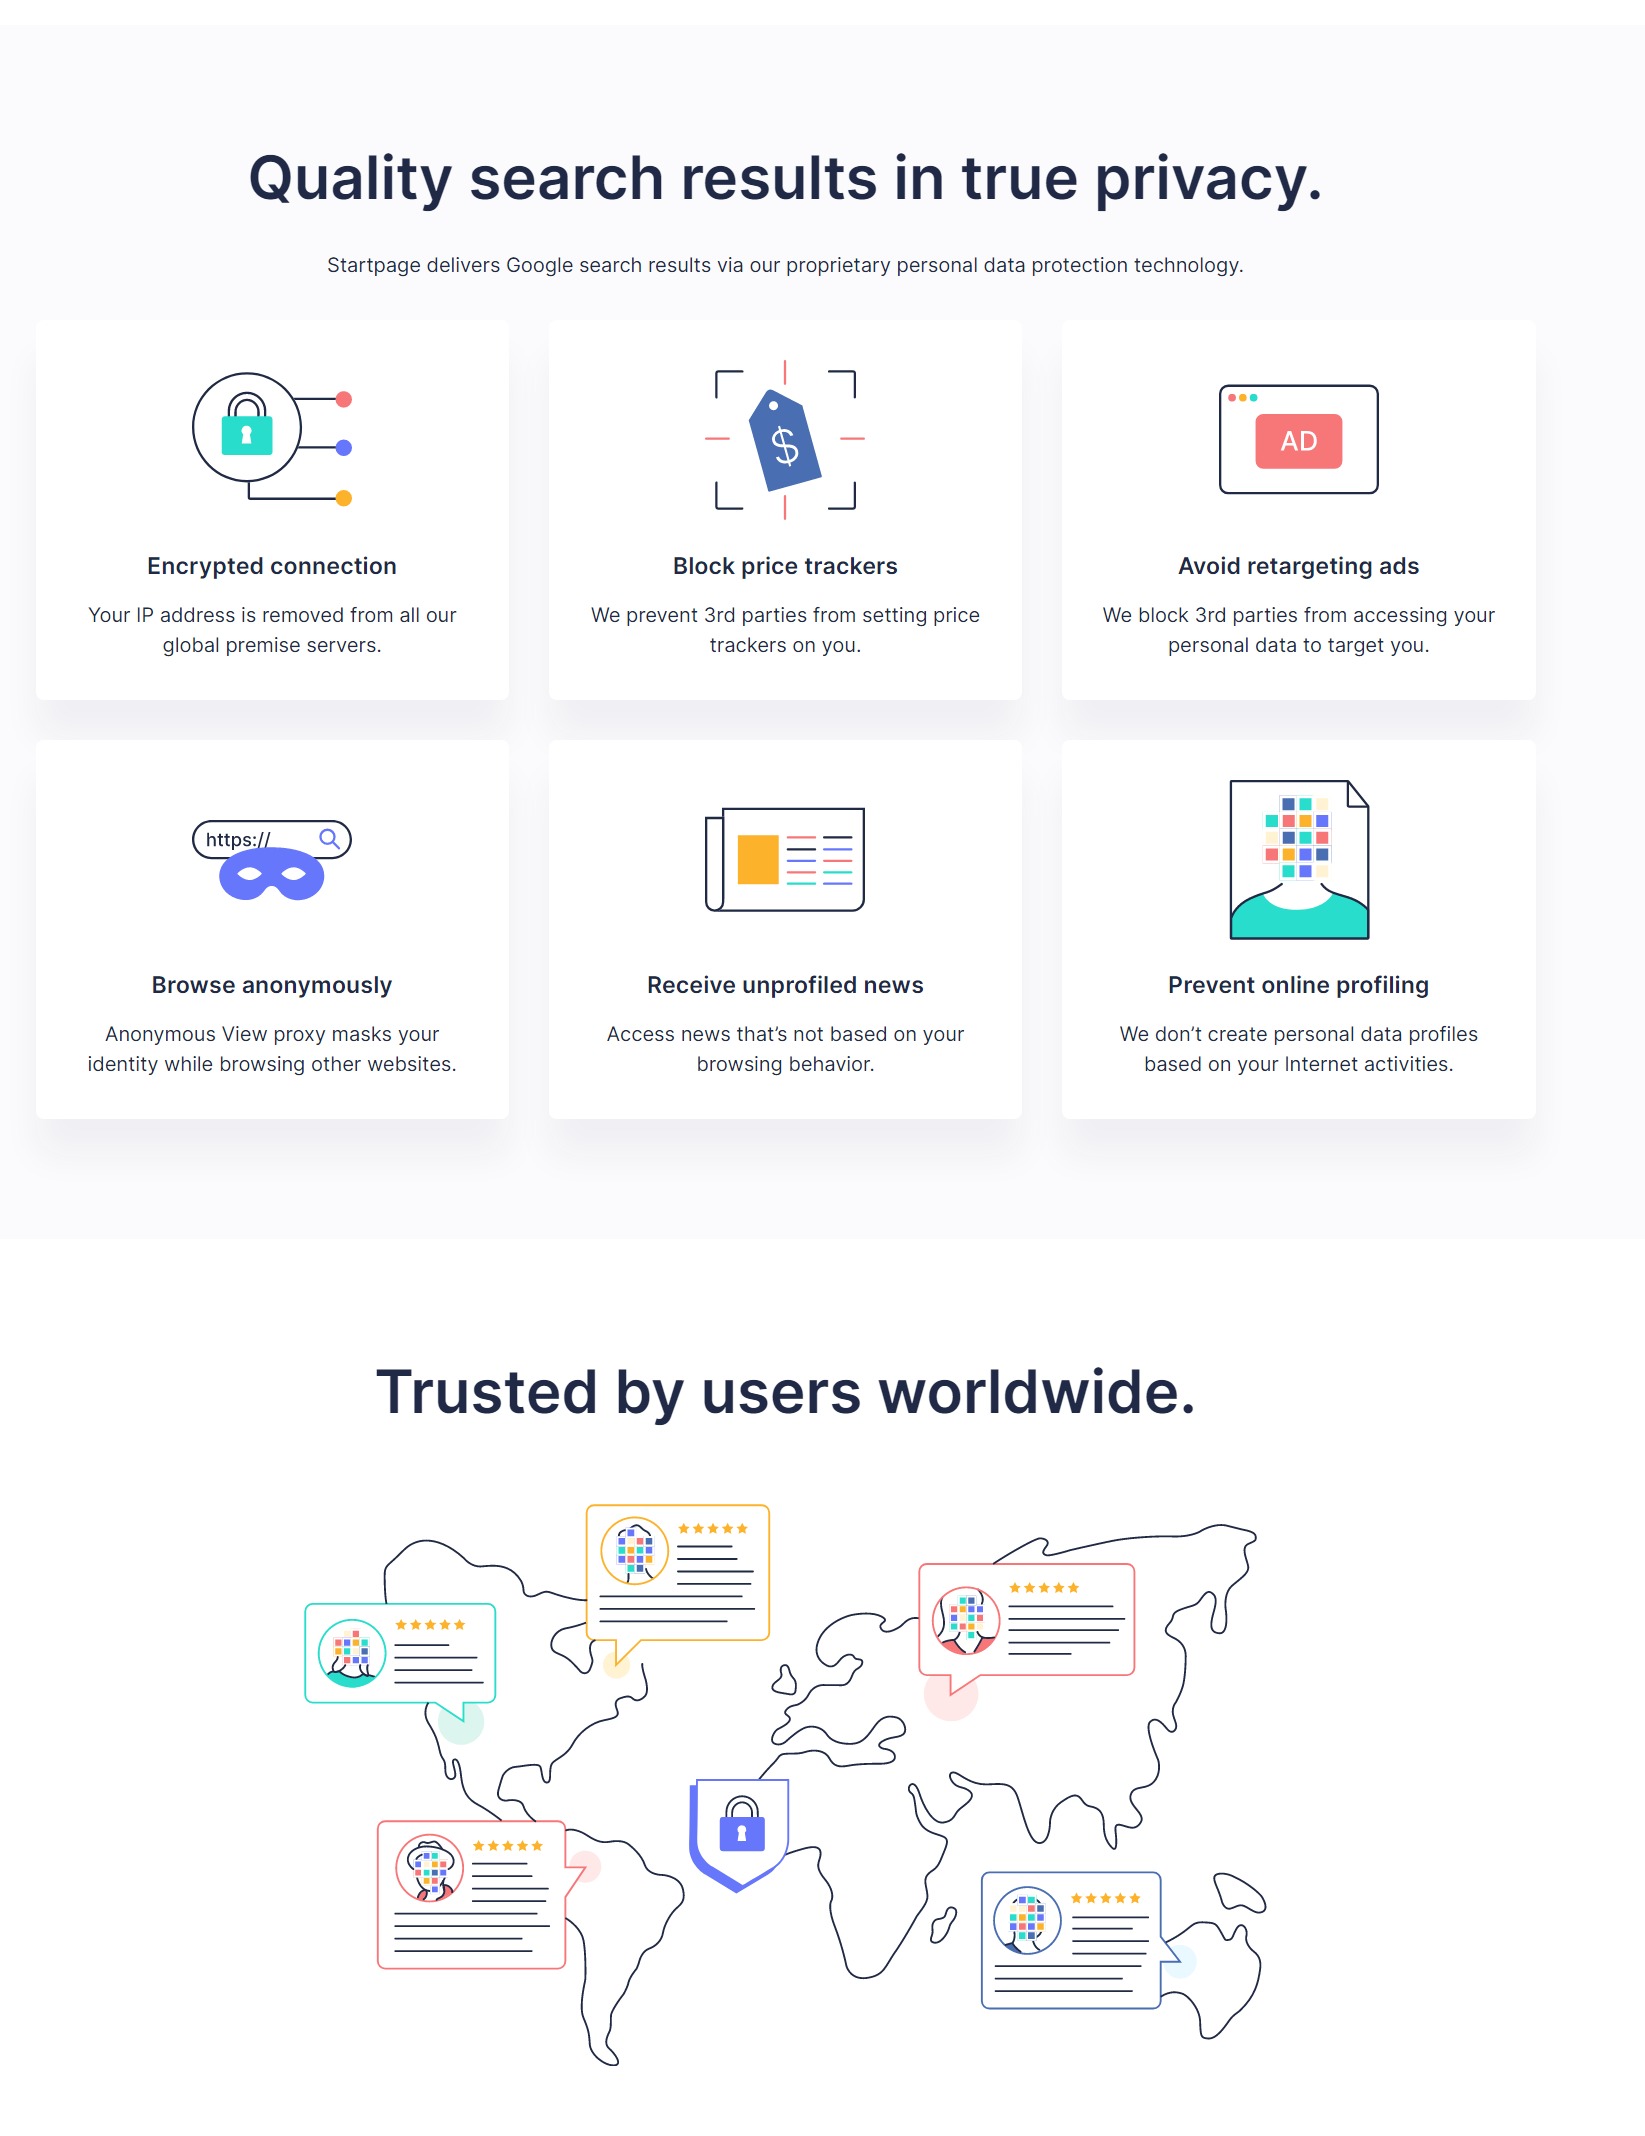 Quality search results in true privacy.
Startpage delivers Google search results via our proprietary personal data protection technology.
$
AD
Encrypted connection
Your IP address is removed from all our
global premise servers.
Block price trackers
We prevent 3rd parties from setting price
trackers on you.
Avoid retargeting ads
We block 3rd parties from accessing your
personal data to target you.
https://
Browse anonymously
Anonymous View proxy masks your
identity while browsing other websites.
Receive unprofiled news
Access news that’s not based on your
browsing behavior.
Prevent online profiling
We don’t create personal data profiles
based on your Internet activities.
Trusted by users worldwide.